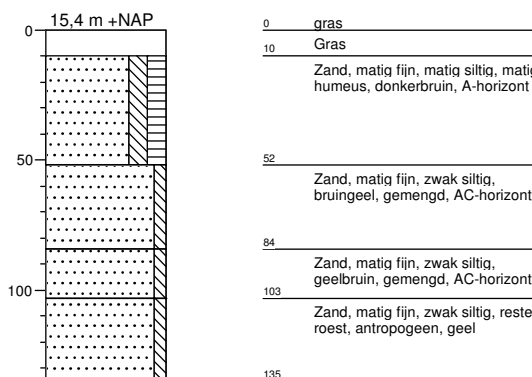 15,4 m +NAP
0
50
100
0 gras
10 Gras
Zand, matig fijn, matig siltig, matig
humeus, donkerbruin, A-horizont
52
Zand, matig fijn, zwak siltig,
bruingeel, gemengd, AC-horizont
84
Zand, matig fijn, zwak siltig,
geelbruin, gemengd, AC-horizont
103
Zand, matig fijn, zwak siltig, reste
roest, antropogeen, geel
135